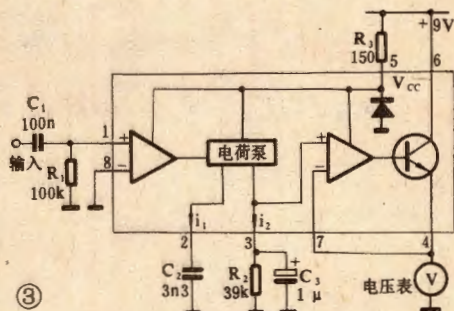 + 9V
R₃
150
5
6
Vcc
C₁
100n
输入
R₁
100k
1
8
+
−
电荷泵
+
−
i₁
i₂
2
3
7
4
C₂
3n3
R₂
39k
+
C₃
1 μ
电压表
V
③